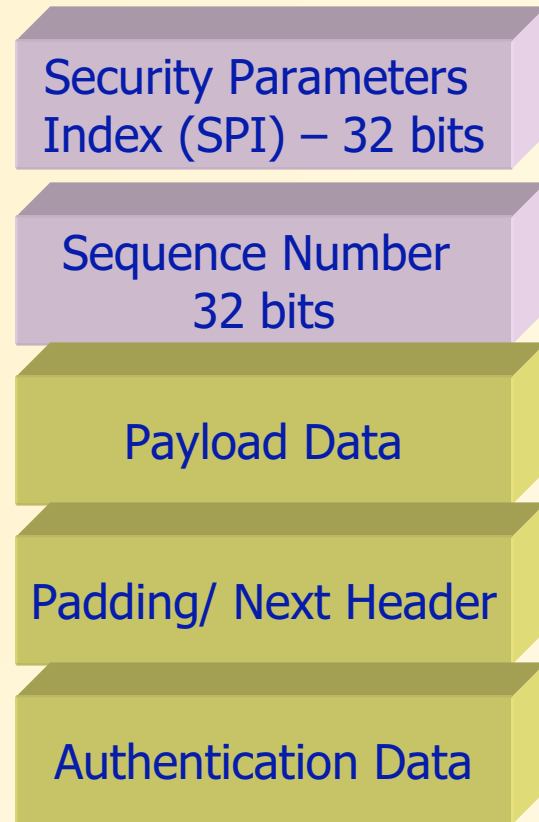 Security Parameters
Index (SPI) – 32 bits
Sequence Number
32 bits
Payload Data
Padding/ Next Header
Authentication Data